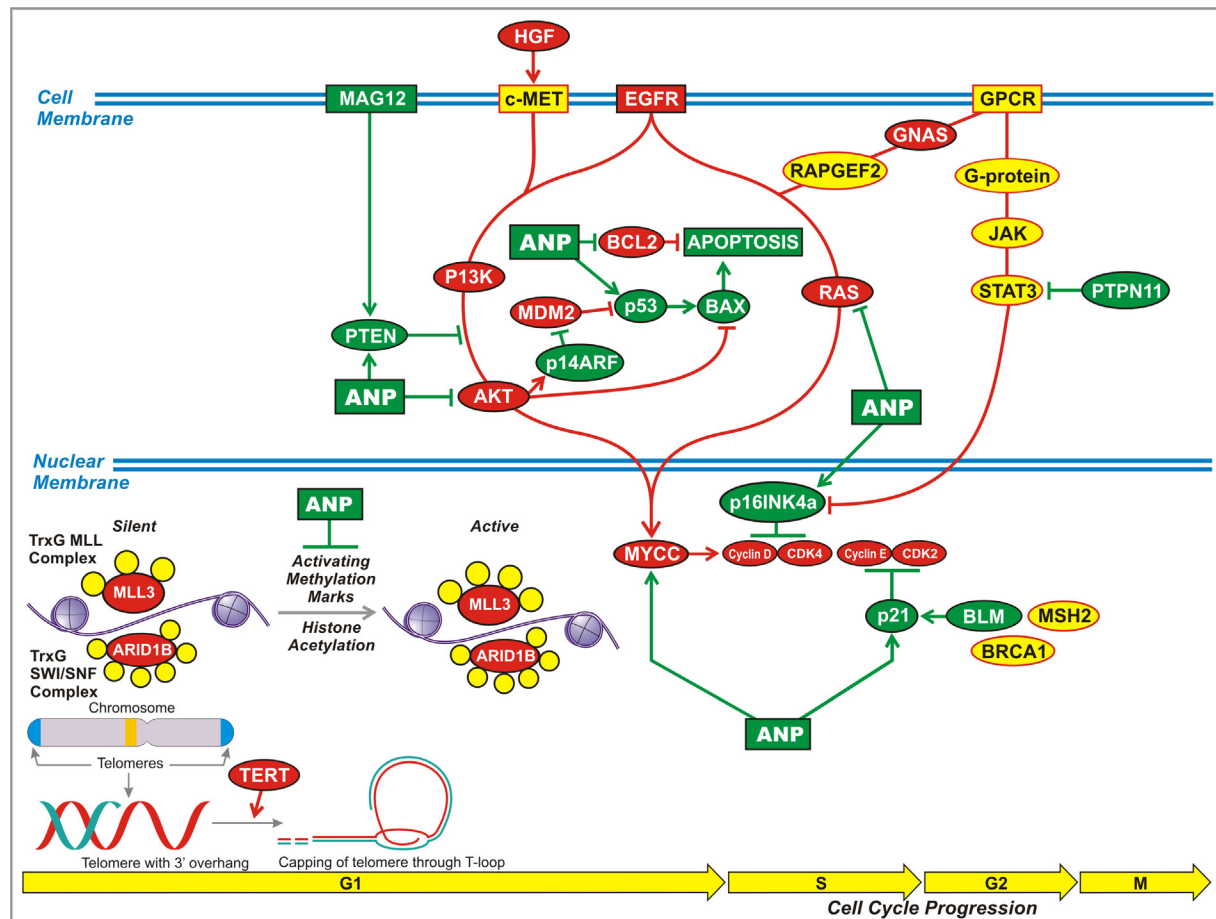 HGF
Cell
Membrane
MAG12
c-MET
EGFR
GPCR
GNAS
RAPGEF2
G-protein
ANP
BCL2
APOPTOSIS
JAK
P13K
MDM2
p53
BAX
RAS
STAT3
PTPN11
PTEN
p14ARF
ANP
AKT
ANP
Nuclear
Membrane
ANP
p16INK4a
Silent
Active
TrxG MLL
Complex
MLL3
Activating
Methylation
Marks
Histone
Acetylation
MLL3
MYCC
Cyclin D
CDK4
Cyclin E
CDK2
p21
BLM
MSH2
BRCA1
ARID1B
TrxG
SWI/SNF
Complex
ARID1B
ANP
Chromosome
Telomeres
TERT
Telomere with 3' overhang
Capping of telomere through T-loop
G1
S
G2
M
Cell Cycle Progression